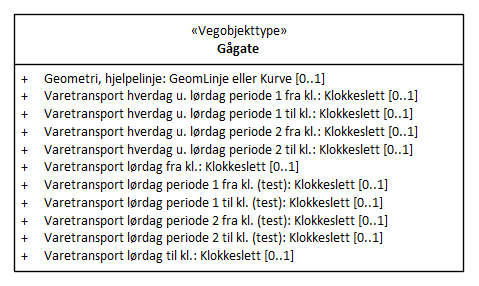 «Vegobjekttype»
Gågate
+ Geometri, hjelpelinje: GeomLinje eller Kurve [0..1]
+ Varetransport hverdag u. lørdag periode 1 fra kl.: Klokkeslett [0..1]
+ Varetransport hverdag u. lørdag periode 1 til kl.: Klokkeslett [0..1]
+ Varetransport hverdag u. lørdag periode 2 fra kl.: Klokkeslett [0..1]
+ Varetransport hverdag u. lørdag periode 2 til kl.: Klokkeslett [0..1]
+ Varetransport lørdag fra kl.: Klokkeslett [0..1]
+ Varetransport lørdag periode 1 fra kl. (test): Klokkeslett [0..1]
+ Varetransport lørdag periode 1 til kl. (test): Klokkeslett [0..1]
+ Varetransport lørdag periode 2 fra kl. (test): Klokkeslett [0..1]
+ Varetransport lørdag periode 2 til kl. (test): Klokkeslett [0..1]
+ Varetransport lørdag til kl.: Klokkeslett [0..1]